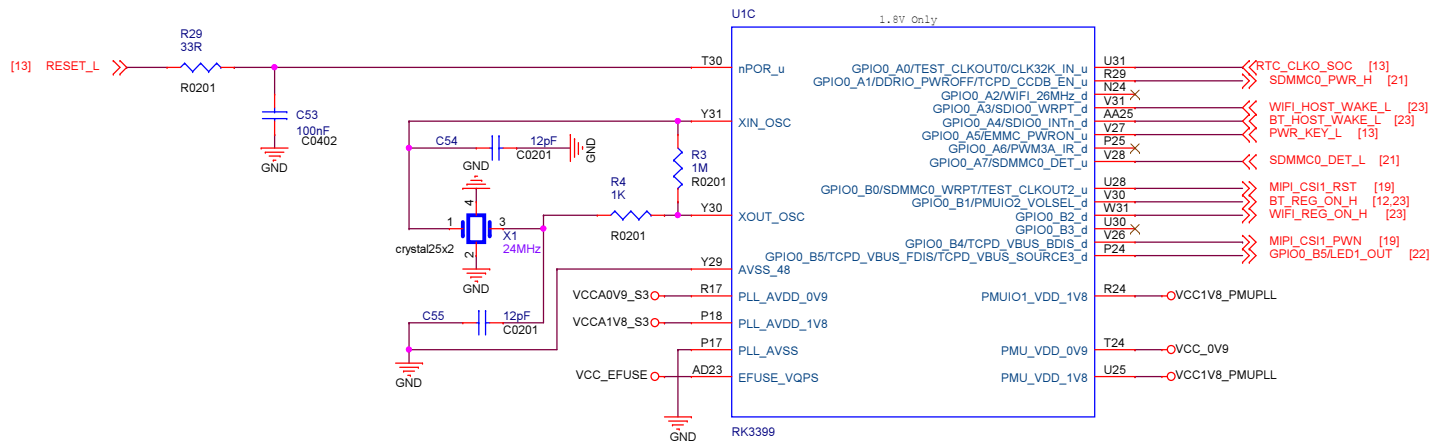 U1C
1.8V Only
R29
33R
R0201
[13] RESET_L
T30
nPOR_u
C53
100nF
C0402
GND
Y31
XIN_OSC
C54
12pF
C0201
GND
R3
1M
R0201
GND
4
R4
1K
R0201
Y30
XOUT_OSC
1
3
X1
24MHz
crystal25x2
2
GND
Y29
AVSS_48
VCCA0V9_S3
R17
PLL_AVDD_0V9
C55
12pF
C0201
VCCA1V8_S3
P18
PLL_AVDD_1V8
P17
PLL_AVSS
GND
VCC_EFUSE
AD23
EFUSE_VQPS
GND
RK3399
GPIO0_A0/TEST_CLKOUT0/CLK32K_IN_u U31 RTC_CLKO_SOC [13]
GPIO0_A1/DDRIO_PWROFF/TCPD_CCDB_EN_u R29 SDMMC0_PWR_H [21]
GPIO0_A2/WIFI_26MHz_d N24
GPIO0_A3/SDIO0_WRPT_d V31 WIFI_HOST_WAKE_L [23]
GPIO0_A4/SDIO0_INTn_d AA25 BT_HOST_WAKE_L [23]
GPIO0_A5/EMMC_PWRON_u V27 PWR_KEY_L [13]
GPIO0_A6/PWM3A_IR_d P25
GPIO0_A7/SDMMC0_DET_u V28 SDMMC0_DET_L [21]
GPIO0_B0/SDMMC0_WRPT/TEST_CLKOUT2_u U28 MIPI_CSI1_RST [19]
GPIO0_B1/PMUIO2_VOLSEL_d V30 BT_REG_ON_H [12,23]
GPIO0_B2_d W31 WIFI_REG_ON_H [23]
GPIO0_B3_d U30
GPIO0_B4/TCPD_VBUS_BDIS_d V26 MIPI_CSI1_PWN [19]
GPIO0_B5/TCPD_VBUS_FDIS/TCPD_VBUS_SOURCE3_d P24 GPIO0_B5/LED1_OUT [22]
PMUIO1_VDD_1V8 R24 VCC1V8_PMUPLL
PMU_VDD_0V9 T24 VCC_0V9
PMU_VDD_1V8 U25 VCC1V8_PMUPLL